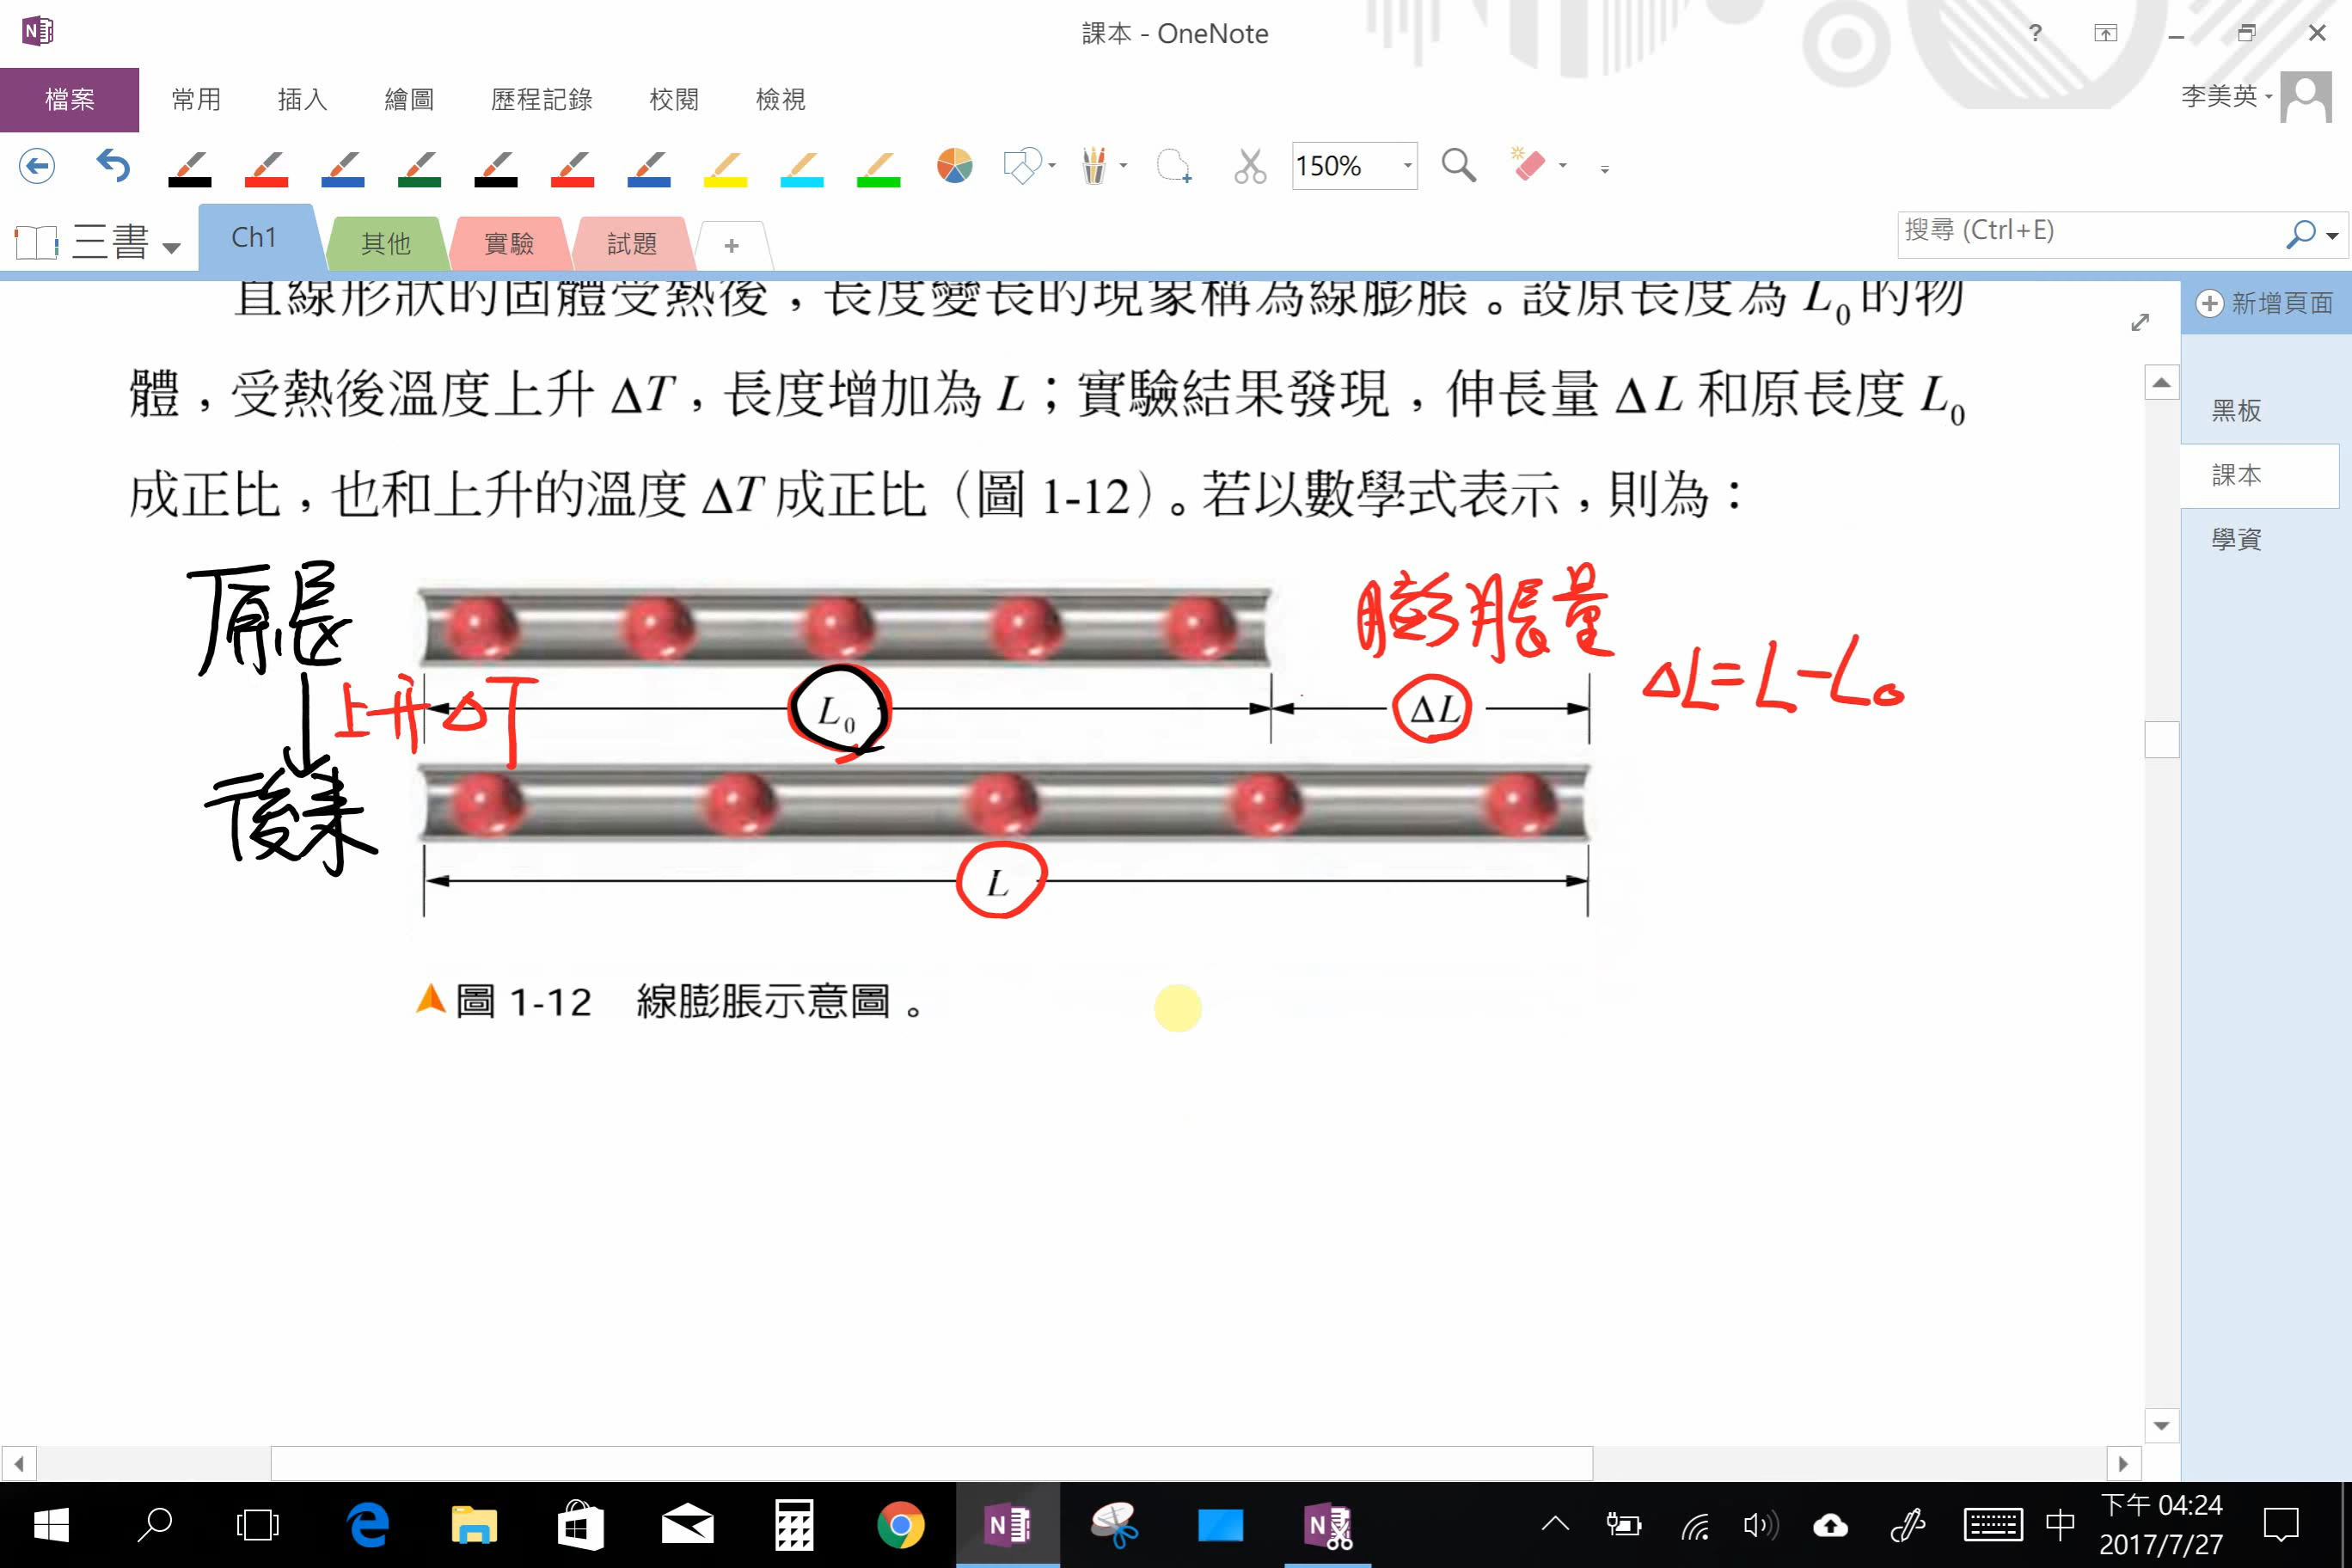 課本 - OneNote
?
檔案 常用 插入 繪圖 歷程記錄 校閱 檢視
李美英
150%
三書 Ch1 其他 實驗 試題 +
搜尋 (Ctrl+E)
直線形狀的固體受熱後，長度變長的現象稱為線膨脹。設原長度為 L₀ 的物
體，受熱後溫度上升 ΔT，長度增加為 L；實驗結果發現，伸長量 ΔL 和原長度 L₀
成正比，也和上升的溫度 ΔT 成正比（圖 1-12）。若以數學式表示，則為：
新增頁面
黑板
課本
學資
原長
膨脹量
ΔL=L-L₀
上升ΔT
L₀
ΔL
後來
L
圖 1-12 線膨脹示意圖。
中
下午 04:24
2017/7/27